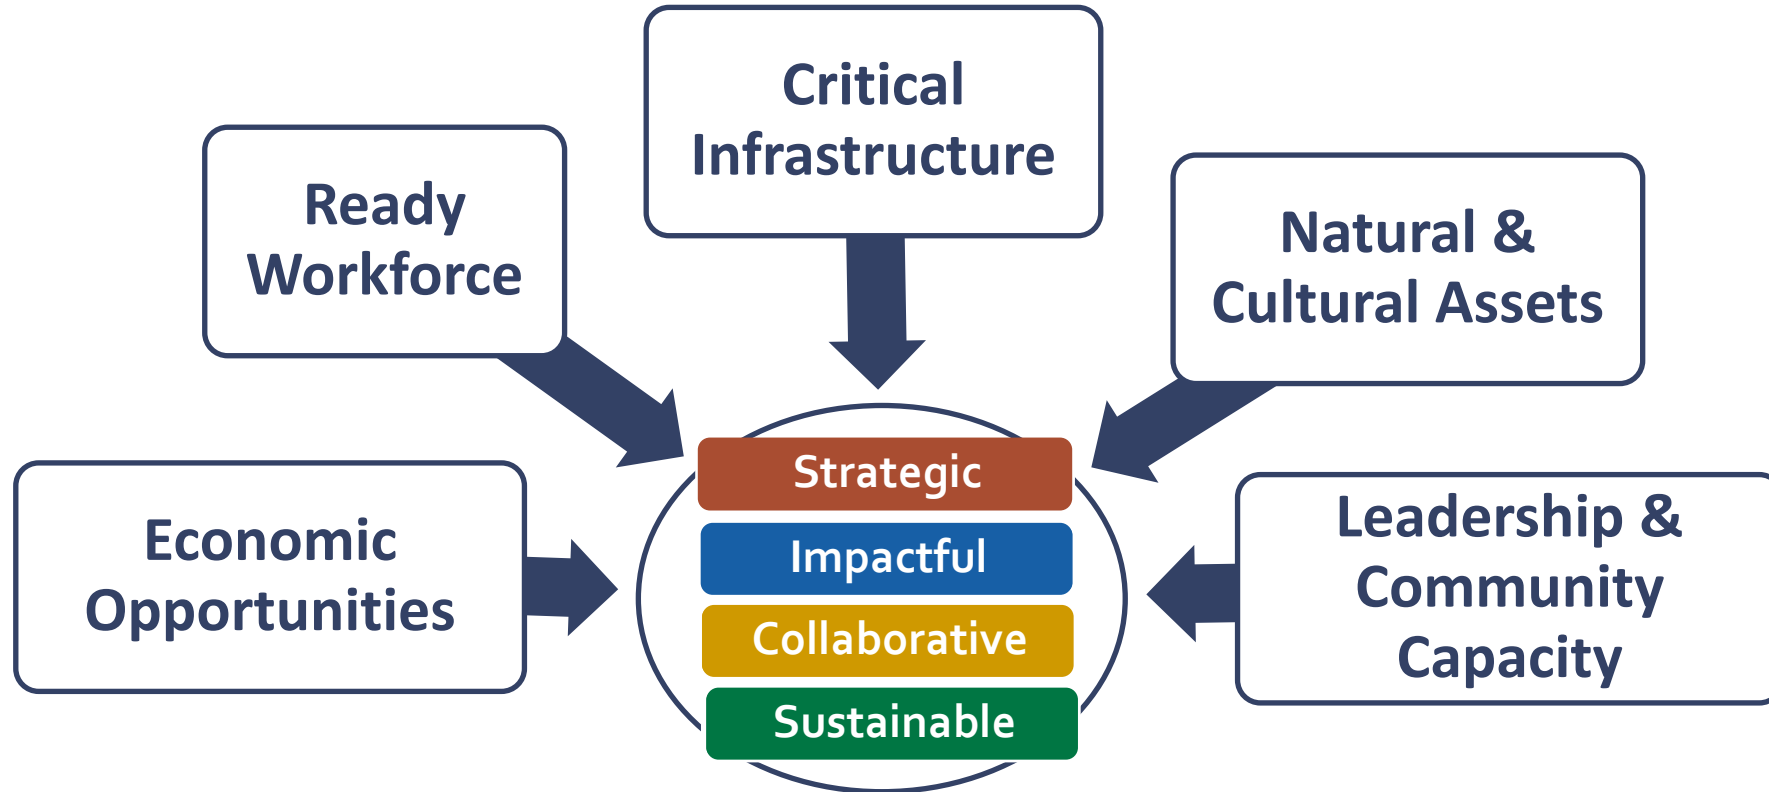 Critical
Infrastructure
Ready
Workforce
Natural &
Cultural Assets
Economic
Opportunities
Leadership &
Community
Capacity
Strategic
Impactful
Collaborative
Sustainable